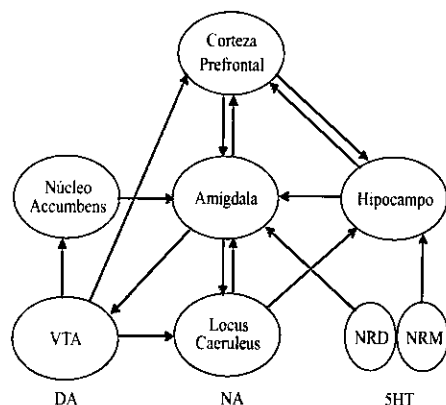 Corteza
Prefrontal
Núcleo
Accumbens
Amígdala
Hipocampo
VTA
Locus
Caeruleus
NRD
NRM
DA
NA
5HT